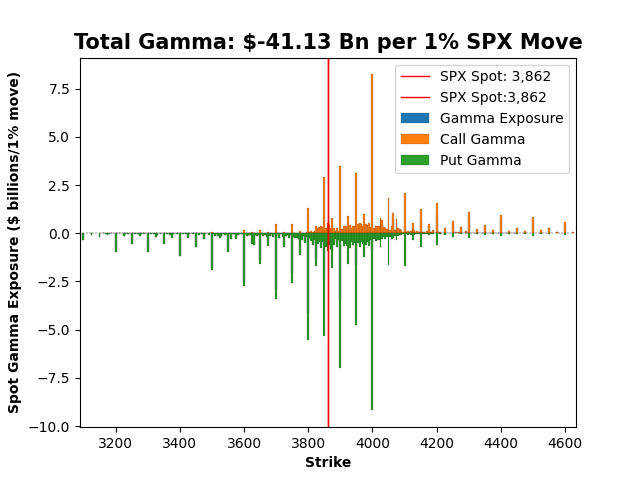 Total Gamma: $-41.13 Bn per 1% SPX Move
SPX Spot: 3,862
SPX Spot:3,862
Gamma Exposure
Call Gamma
Put Gamma
Spot Gamma Exposure ($ billions/1% move)
7.5
5.0
2.5
0.0
−2.5
−5.0
−7.5
−10.0
3200 3400 3600 3800 4000 4200 4400 4600
Strike